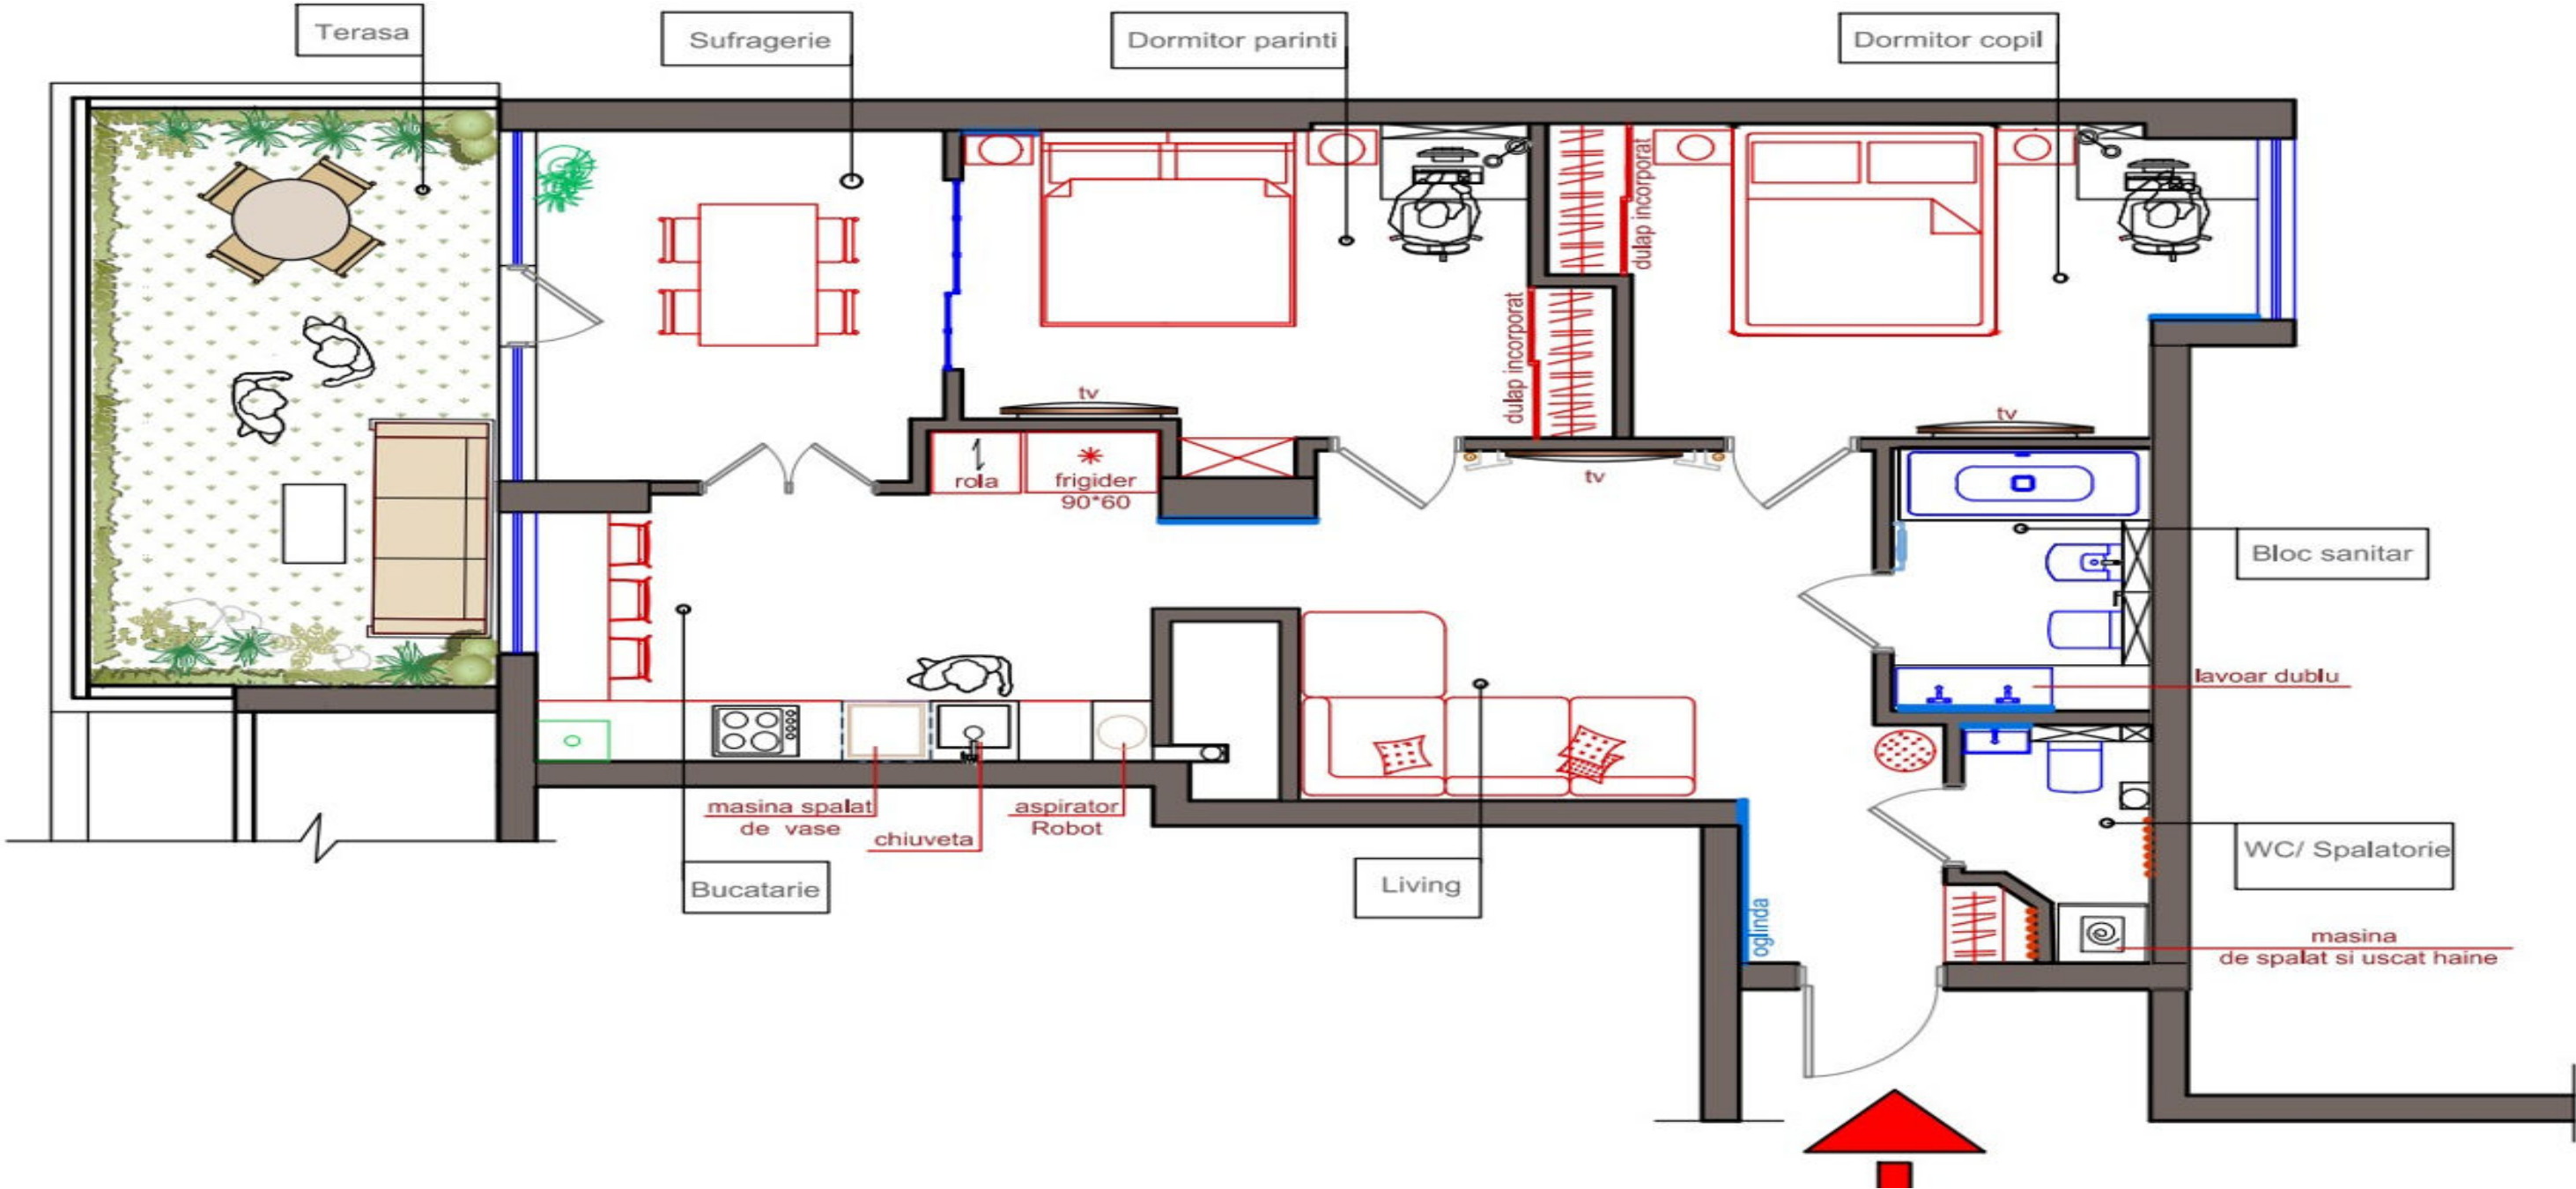 Terasa
Sufragerie
Dormitor parinti
Dormitor copil
dulap incorporat
dulap incorporat
tv
tv
rola
frigider
90*60
tv
Bloc sanitar
lavoar dublu
masina spalat
de vase
chiuveta
aspirator
Robot
Bucatarie
Living
WC/ Spalatorie
oglinda
masina
de spalat si uscat haine